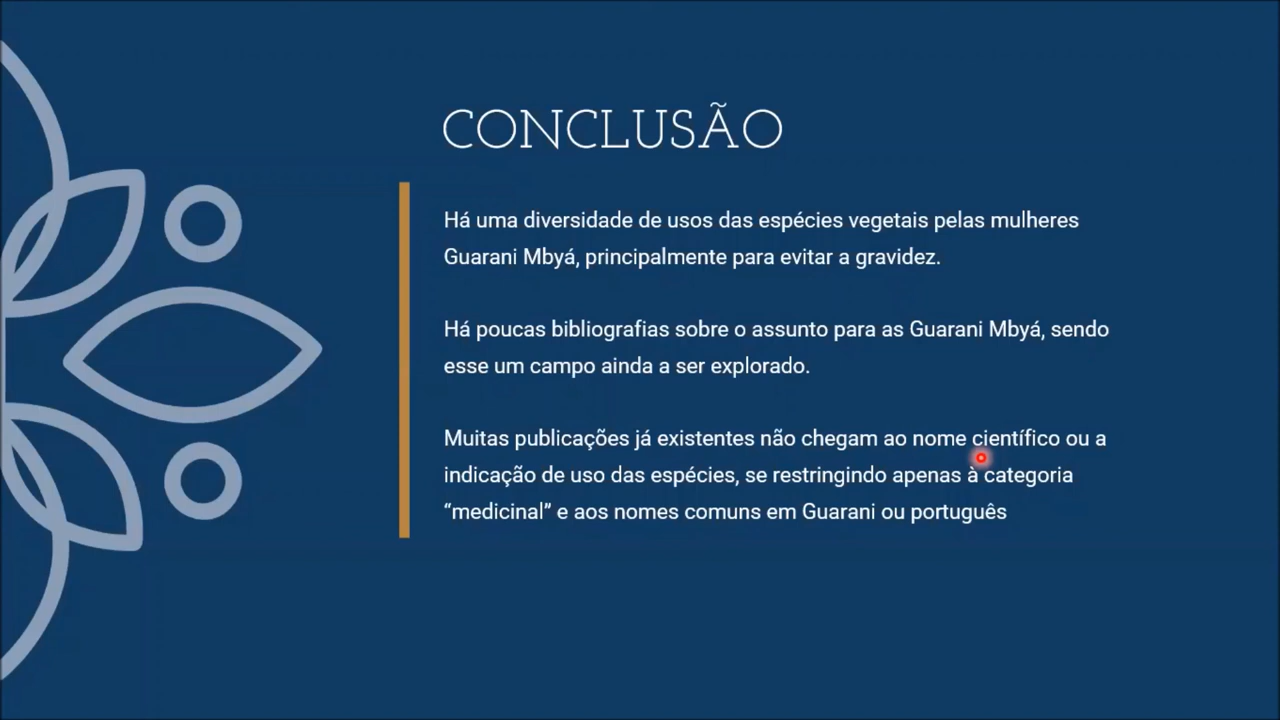 CONCLUSÃO
Há uma diversidade de usos das espécies vegetais pelas mulheres
Guarani Mbyá, principalmente para evitar a gravidez.
Há poucas bibliografias sobre o assunto para as Guarani Mbyá, sendo
esse um campo ainda a ser explorado.
Muitas publicações já existentes não chegam ao nome científico ou a
indicação de uso das espécies, se restringindo apenas à categoria
“medicinal” e aos nomes comuns em Guarani ou português